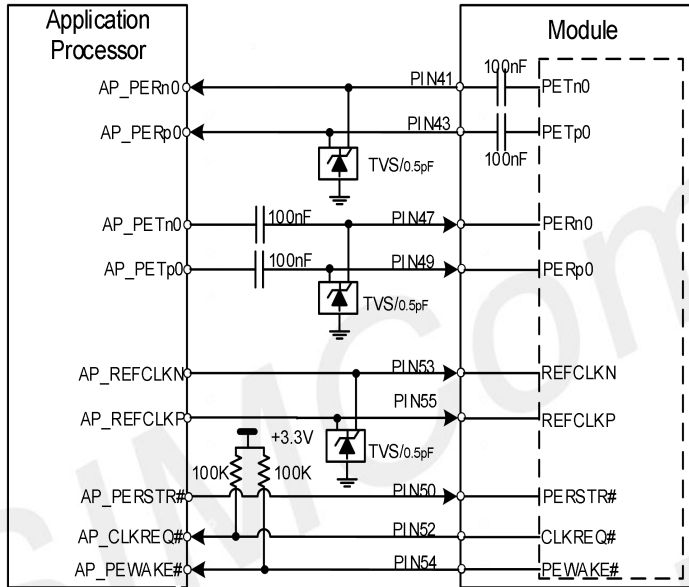 Application
Processor
Module
AP_PERn0
PIN41
100nF
PETn0
AP_PERp0
PIN43
100nF
PETp0
TVS/0.5pF
AP_PETn0
100nF
PIN47
PERn0
AP_PETp0
100nF
PIN49
PERp0
TVS/0.5pF
AP_REFCLKN
PIN53
REFCLKN
AP_REFCLKP
PIN55
REFCLKP
+3.3V
TVS/0.5pF
100K
100K
AP_PERSTR#
PIN50
PERSTR#
AP_CLKREQ#
PIN52
CLKREQ#
AP_PEWAKE#
PIN54
PEWAKE#
SIMCom